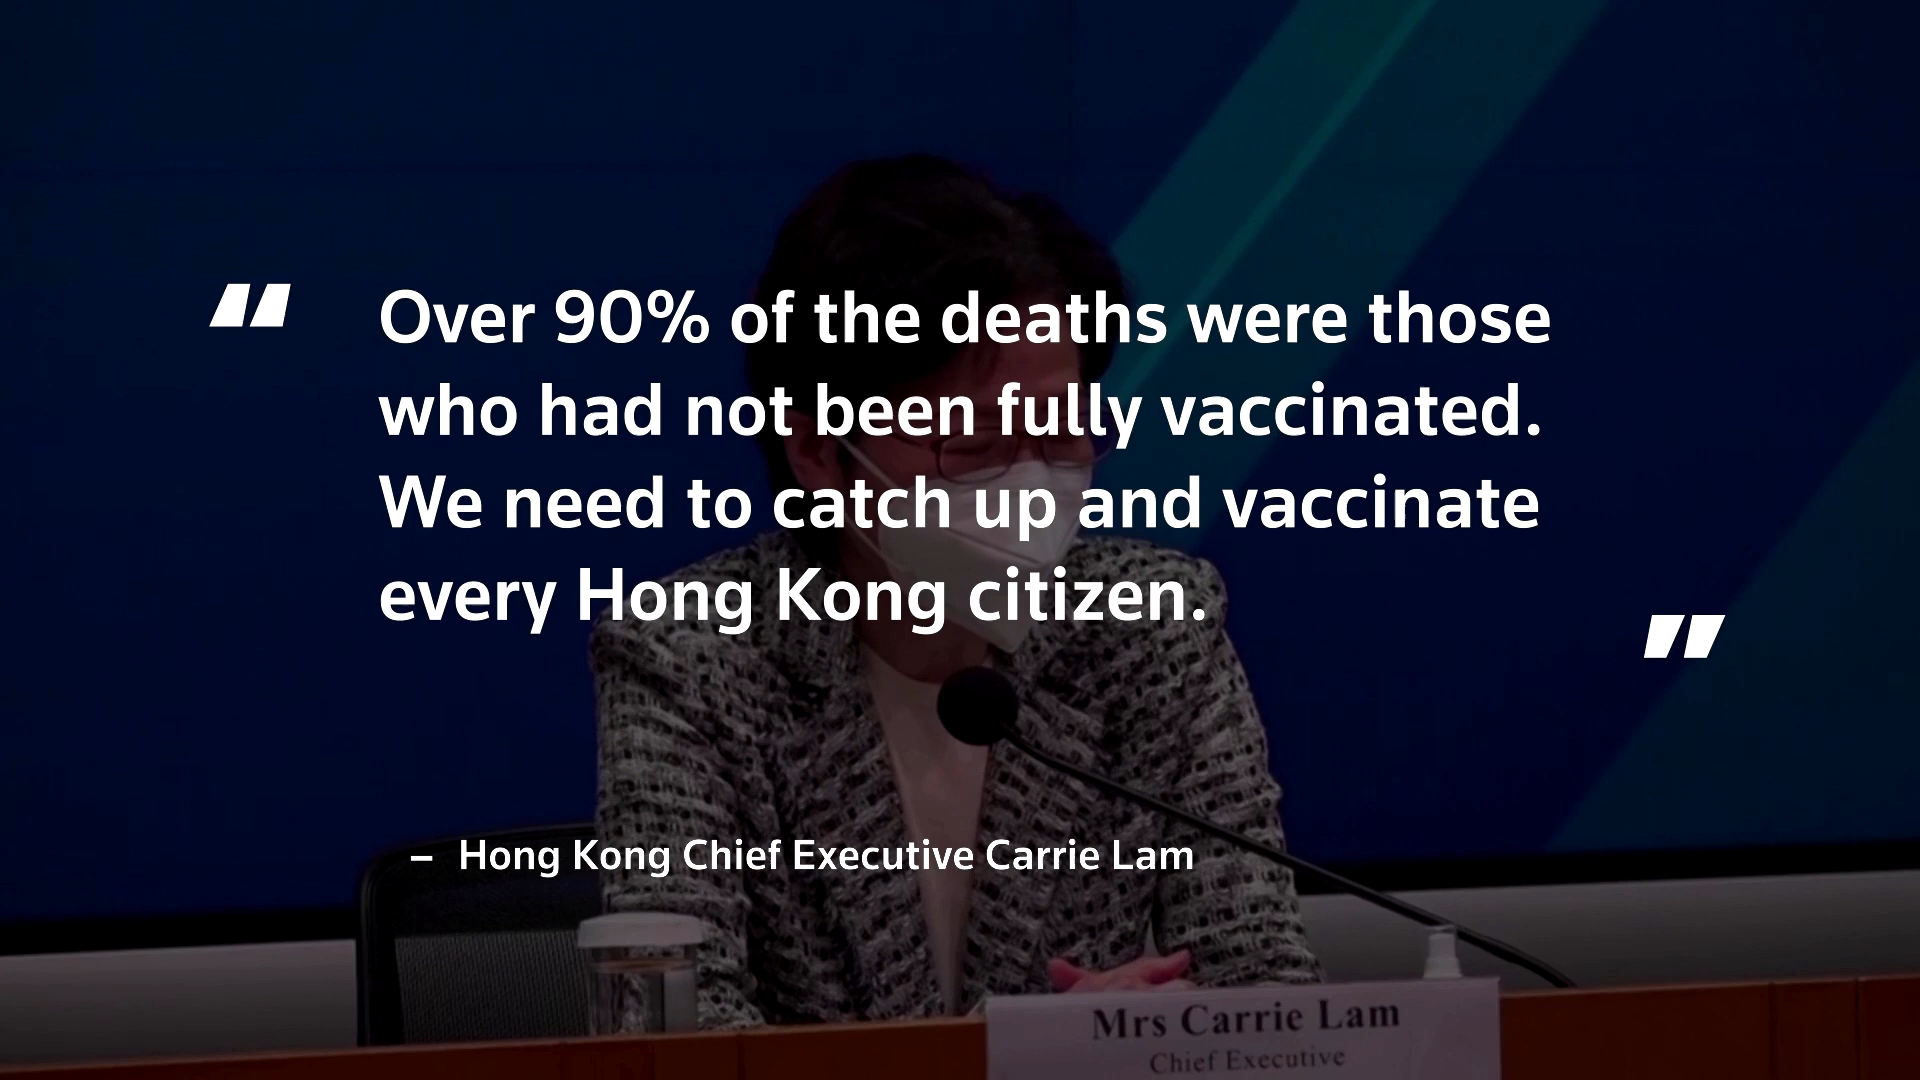 “ Over 90% of the deaths were those
who had not been fully vaccinated.
We need to catch up and vaccinate
every Hong Kong citizen. ”
– Hong Kong Chief Executive Carrie Lam
Mrs Carrie Lam
Chief Executive